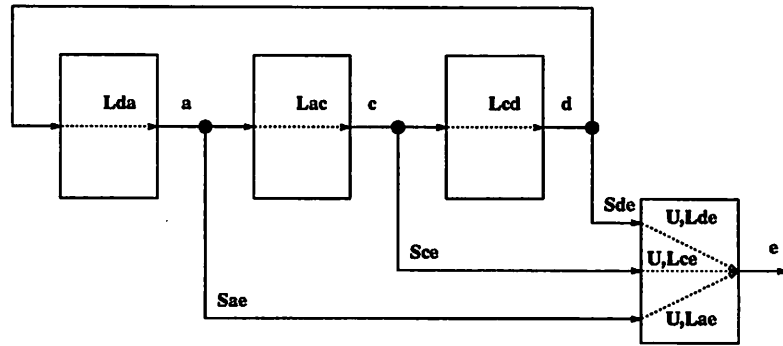 Lda a Lac c Lcd d
Sde
U,Lde
Sce
U,Lce
e
Sae
U,Lae